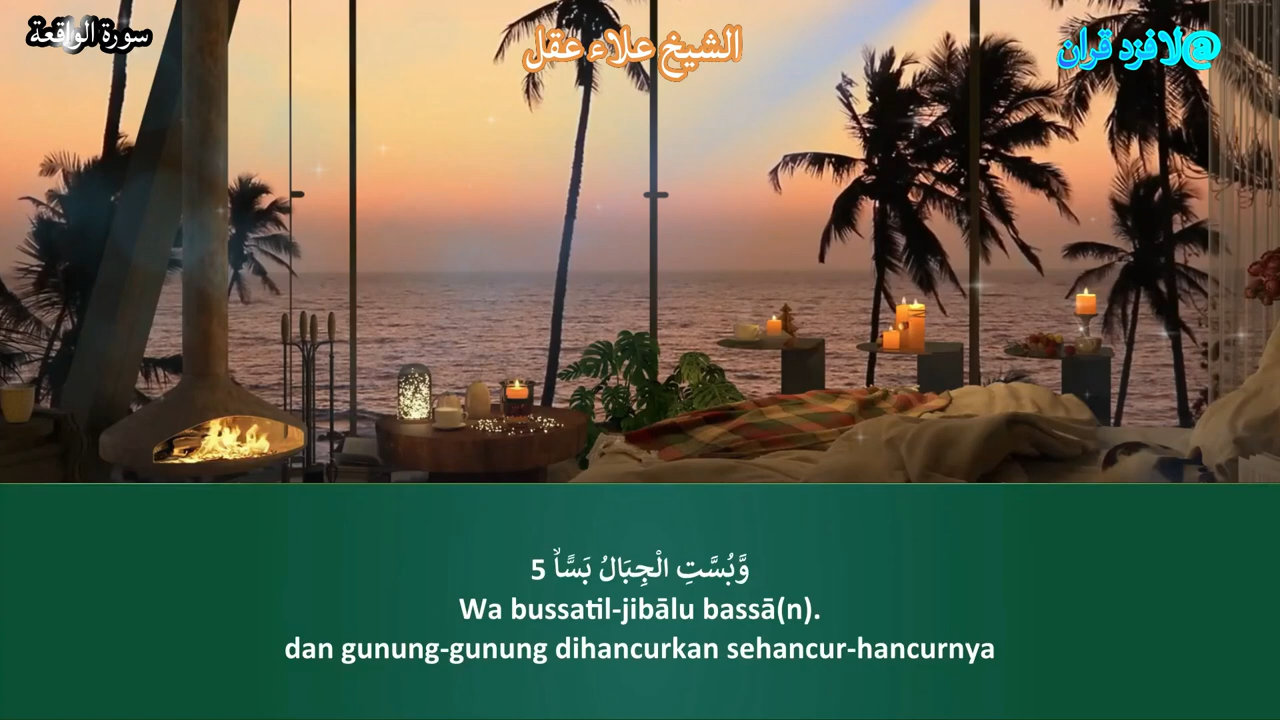 سورة الواقعة
الشيخ علاء عقل
@لافزد قران
وَّبُسَّتِ الْجِبَالُ بَسًّاۙ 5
Wa bussatil-jibālu bassā(n).
dan gunung-gunung dihancurkan sehancur-hancurnya